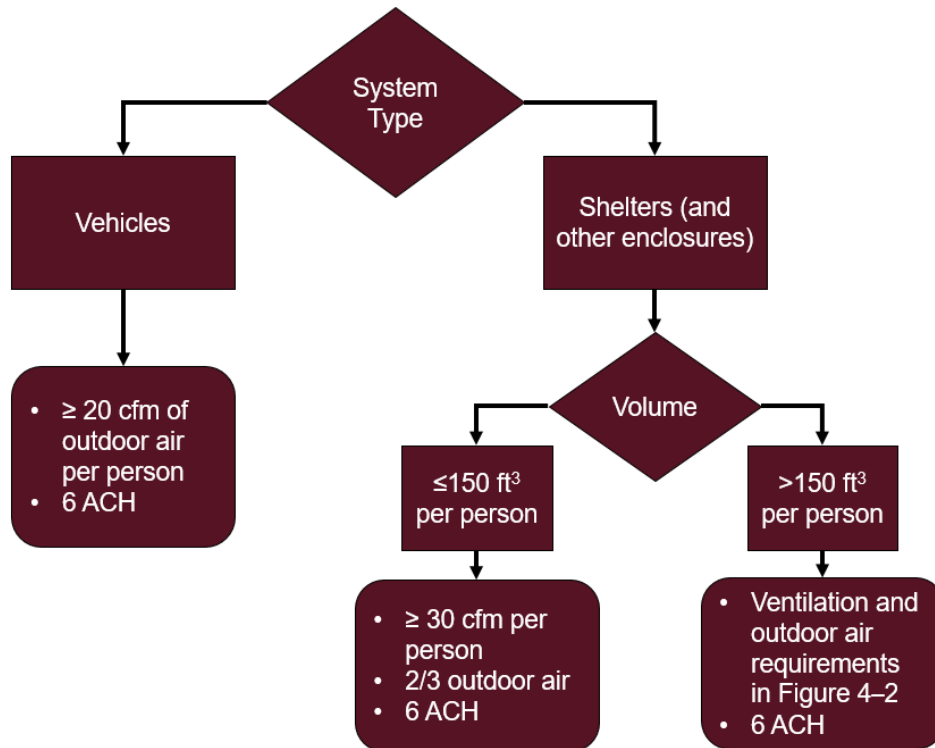 System
Type
Vehicles
Shelters (and
other enclosures)
• ≥ 20 cfm of
outdoor air
per person
• 6 ACH
Volume
≤150 ft³
per person
>150 ft³
per person
• ≥ 30 cfm per
person
• 2/3 outdoor air
• 6 ACH
• Ventilation and
outdoor air
requirements
in Figure 4–2
• 6 ACH